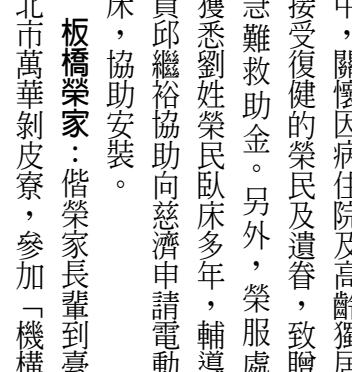 中，關懷因病住院及高齡獨居
接受復健的榮民及遺眷，致贈
急難救助金。另外，榮服處
獲悉劉姓榮民臥床多年，輔導
員邱繼裕協助向慈濟申請電動
床，協助安裝。
板橋榮家：偕榮家長輩到臺
北市萬華剝皮寮，參加「機構